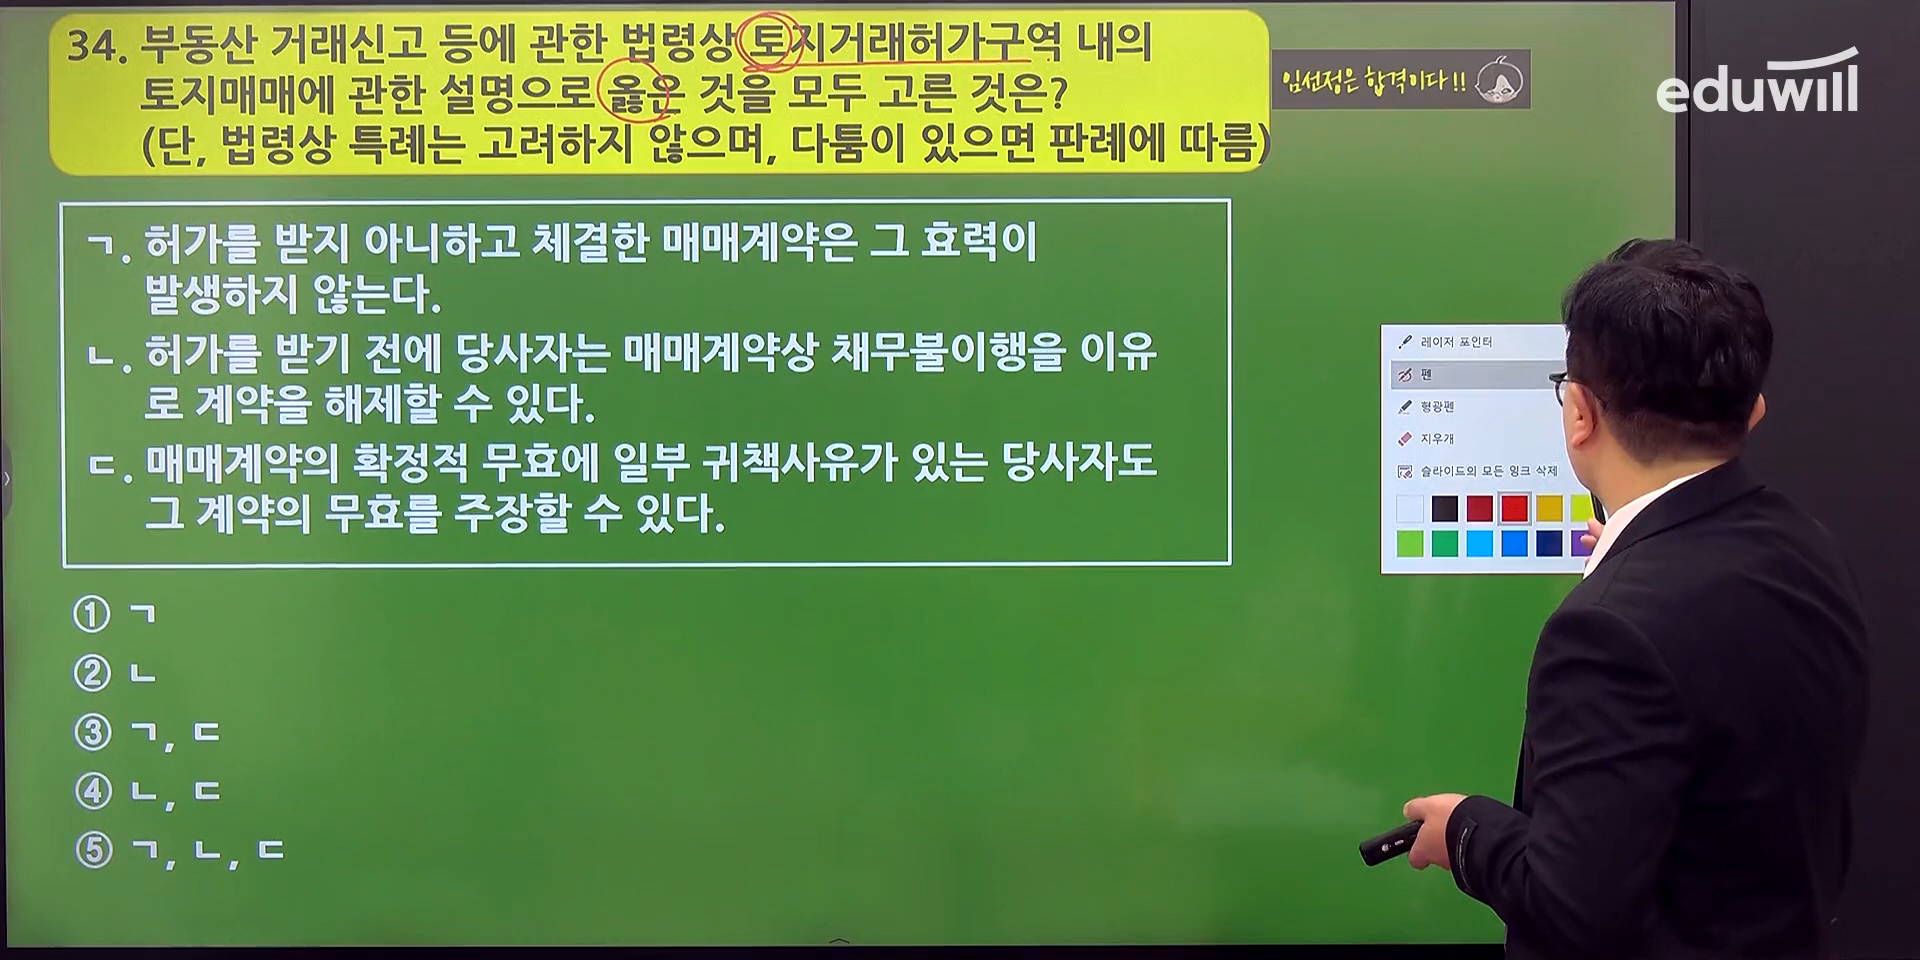 34. 부동산 거래신고 등에 관한 법령상 토지거래허가구역 내의
토지매매에 관한 설명으로 옳은 것을 모두 고른 것은?
(단, 법령상 특례는 고려하지 않으며, 다툼이 있으면 판례에 따름)
임선정은 합격이다!!
eduwill
ㄱ. 허가를 받지 아니하고 체결한 매매계약은 그 효력이
발생하지 않는다.
ㄴ. 허가를 받기 전에 당사자는 매매계약상 채무불이행을 이유
로 계약을 해제할 수 있다.
ㄷ. 매매계약의 확정적 무효에 일부 귀책사유가 있는 당사자도
그 계약의 무효를 주장할 수 있다.
레이저 포인터
펜
형광펜
지우개
슬라이드의 모든 잉크 삭제
① ㄱ
② ㄴ
③ ㄱ, ㄷ
④ ㄴ, ㄷ
⑤ ㄱ, ㄴ, ㄷ